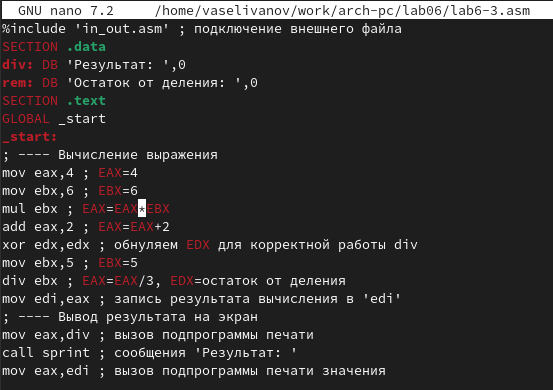 GNU nano 7.2 /home/vaselivanov/work/arch-pc/lab06/lab6-3.asm
%include 'in_out.asm' ; подключение внешнего файла
SECTION .data
div: DB 'Результат: ',0
rem: DB 'Остаток от деления: ',0
SECTION .text
GLOBAL _start
_start:
; ---- Вычисление выражения
mov eax,4 ; EAX=4
mov ebx,6 ; EBX=6
mul ebx ; EAX=EAX*EBX
add eax,2 ; EAX=EAX+2
xor edx,edx ; обнуляем EDX для корректной работы div
mov ebx,5 ; EBX=5
div ebx ; EAX=EAX/3, EDX=остаток от деления
mov edi,eax ; запись результата вычисления в 'edi'
; ---- Вывод результата на экран
mov eax,div ; вызов подпрограммы печати
call sprint ; сообщения 'Результат: '
mov eax,edi ; вызов подпрограммы печати значения